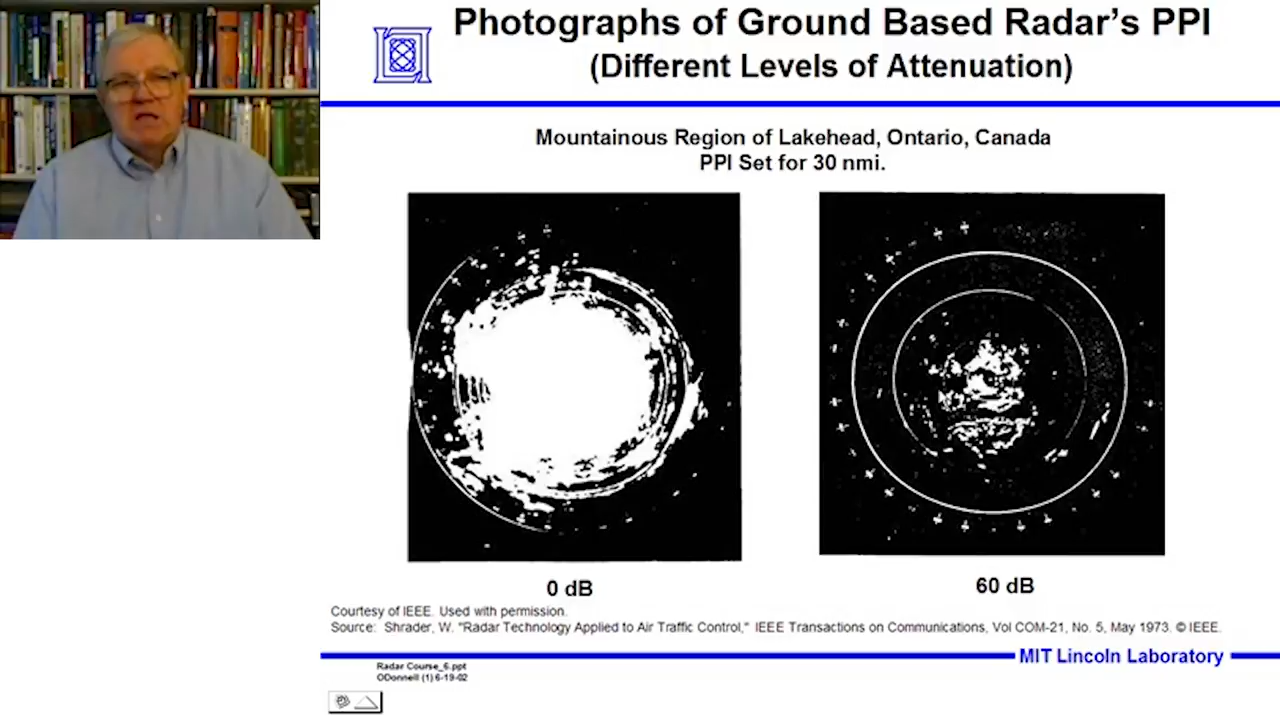 Photographs of Ground Based Radar's PPI
(Different Levels of Attenuation)
Mountainous Region of Lakehead, Ontario, Canada
PPI Set for 30 nmi.
0 dB
60 dB
Courtesy of IEEE. Used with permission.
Source: Shrader, W. "Radar Technology Applied to Air Traffic Control," IEEE Transactions on Communications, Vol COM-21, No. 5, May 1973. © IEEE.
MIT Lincoln Laboratory
Radar Course_6.ppt
ODonnell (1) 6-19-02